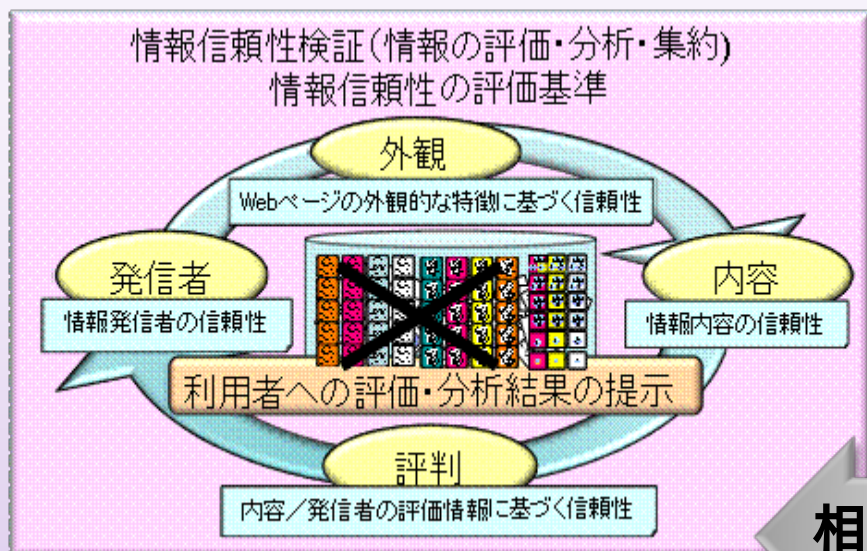 情報信頼性検証(情報の評価・分析・集約)
情報信頼性の評価基準
外観
Webページの外観的な特徴に基づく信頼性
発信者
情報発信者の信頼性
内容
情報内容の信頼性
利用者への評価・分析結果の提示
評判
内容／発信者の評価情報に基づく信頼性
相